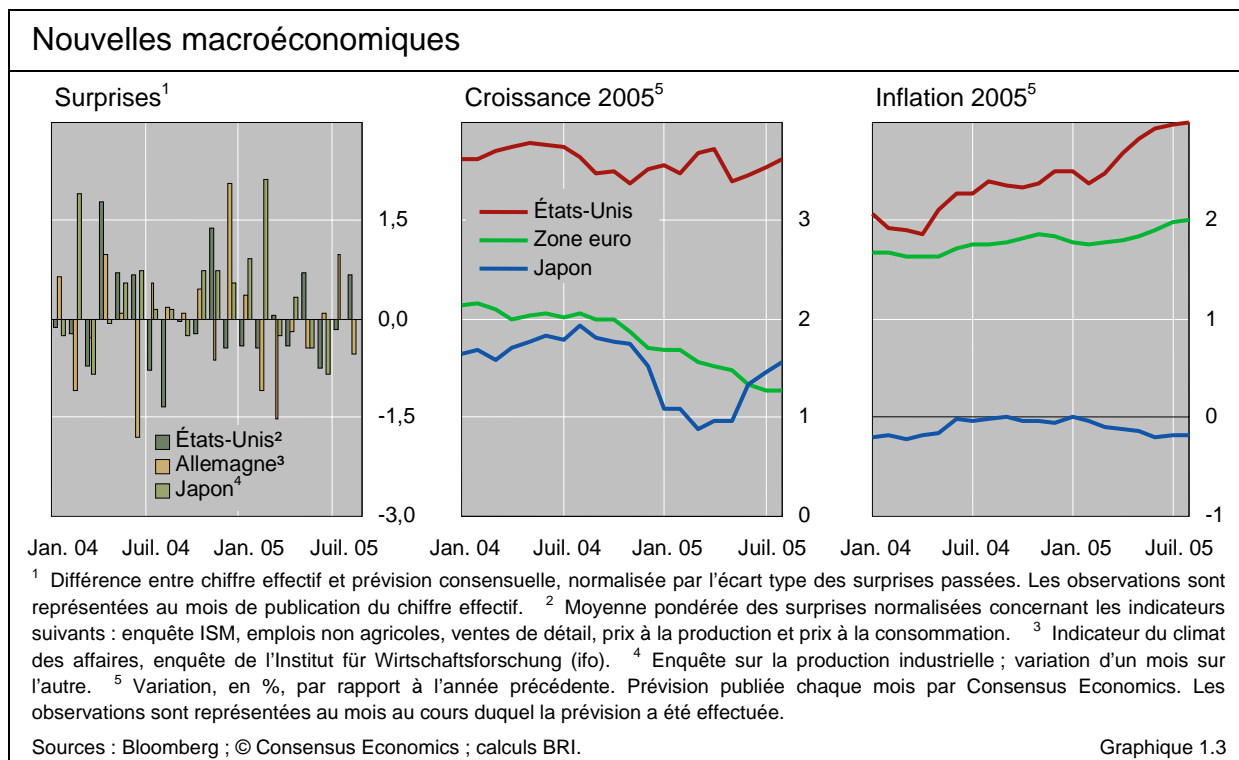 Nouvelles macroéconomiques
Surprises¹
Croissance 2005⁵
Inflation 2005⁵
1,5
0,0
-1,5
-3,0
États-Unis²
Allemagne³
Japon⁴
Jan. 04 Juil. 04 Jan. 05 Juil. 05
États-Unis
Zone euro
Japon
3
2
1
0
Jan. 04 Juil. 04 Jan. 05 Juil. 05
2
1
0
-1
Jan. 04 Juil. 04 Jan. 05 Juil. 05
¹ Différence entre chiffre effectif et prévision consensuelle, normalisée par l'écart type des surprises passées. Les observations sont
représentées au mois de publication du chiffre effectif. ² Moyenne pondérée des surprises normalisées concernant les indicateurs
suivants : enquête ISM, emplois non agricoles, ventes de détail, prix à la production et prix à la consommation. ³ Indicateur du climat
des affaires, enquête de l'Institut für Wirtschaftsforschung (ifo). ⁴ Enquête sur la production industrielle ; variation d'un mois sur
l'autre. ⁵ Variation, en %, par rapport à l'année précédente. Prévision publiée chaque mois par Consensus Economics. Les
observations sont représentées au mois au cours duquel la prévision a été effectuée.
Sources : Bloomberg ; © Consensus Economics ; calculs BRI. Graphique 1.3